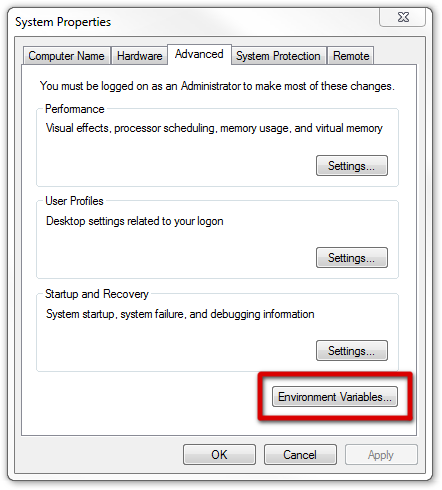 System Properties
Computer Name Hardware Advanced System Protection Remote
You must be logged on as an Administrator to make most of these changes.
Performance
Visual effects, processor scheduling, memory usage, and virtual memory
Settings...
User Profiles
Desktop settings related to your logon
Settings...
Startup and Recovery
System startup, system failure, and debugging information
Settings...
Environment Variables...
OK Cancel Apply